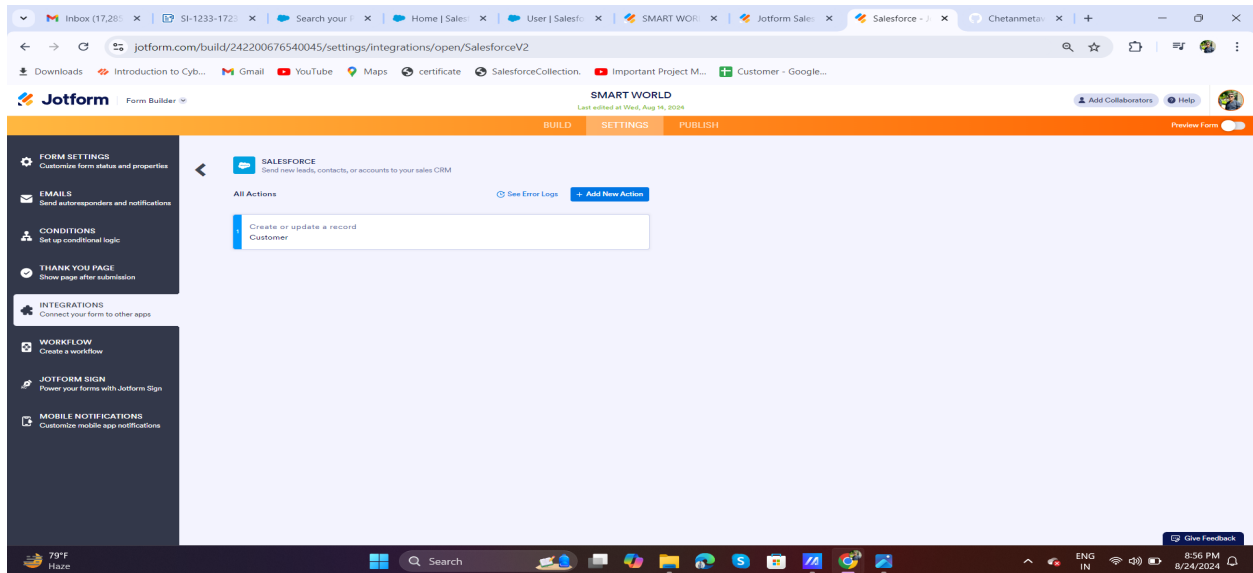 Inbox (17,285
SI-1233-1723
Search your
Home | Sales
User | Salesfo
SMART WOR
Jotform Sales
Salesforce - J
Chetanmeta
jotform.com/build/242200676540045/settings/integrations/open/SalesforceV2
Downloads
Introduction to Cyb...
Gmail
YouTube
Maps
certificate
SalesforceCollection.
Important Project M...
Customer - Google...
Jotform
Form Builder
SMART WORLD
Last edited at Wed, Aug 14, 2024
Add Collaborators
Help
BUILD
SETTINGS
PUBLISH
Preview Form
FORM SETTINGS
Customize form status and properties
EMAILS
Send autoresponders and notifications
CONDITIONS
Set up conditional logic
THANK YOU PAGE
Show page after submission
INTEGRATIONS
Connect your form to other apps
WORKFLOW
Create a workflow
JOTFORM SIGN
Power your forms with Jotform Sign
MOBILE NOTIFICATIONS
Customize mobile app notifications
SALESFORCE
Send new leads, contacts, or accounts to your sales CRM
All Actions
See Error Logs
+ Add New Action
1
Create or update a record
Customer
Give Feedback
79°F
Haze
Search
ENG
IN
8:56 PM
8/24/2024